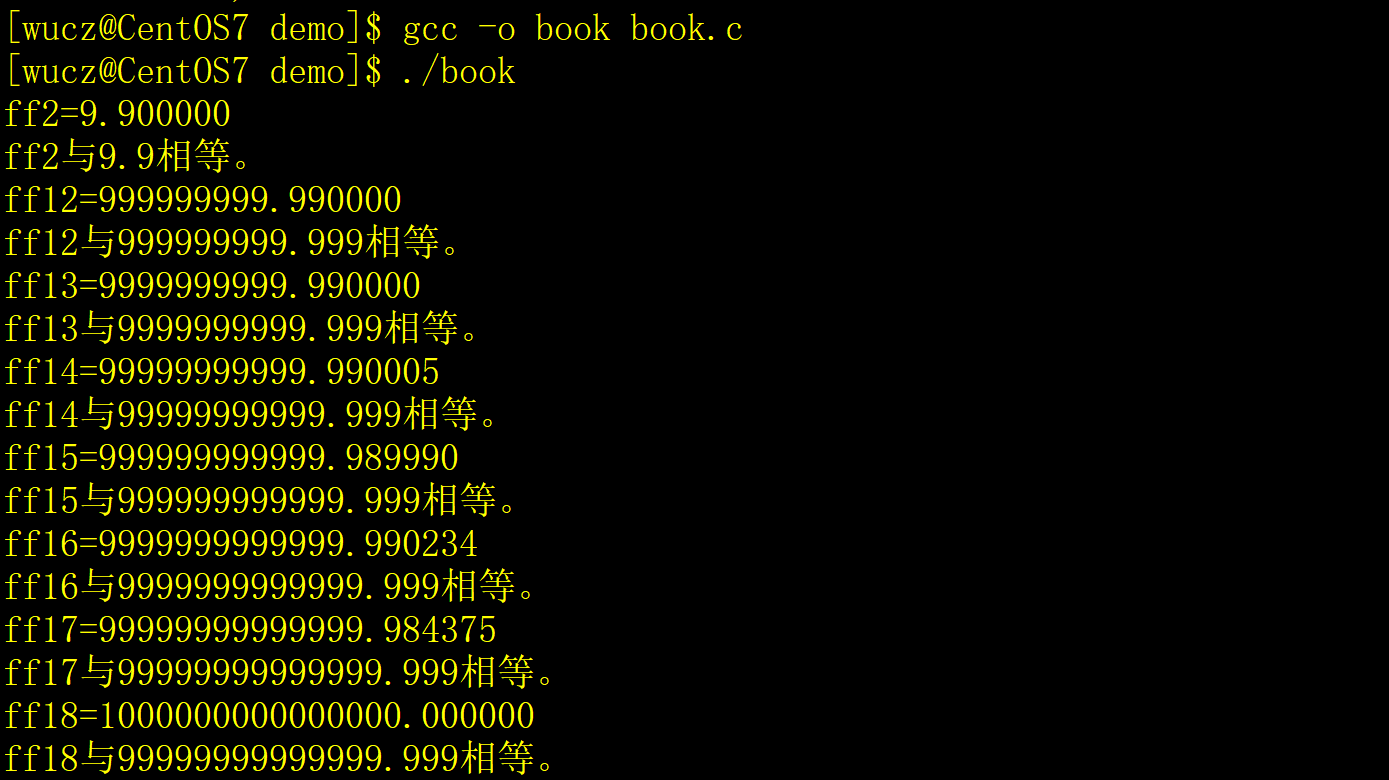 [wucz@CentOS7 demo]$ gcc -o book book.c
[wucz@CentOS7 demo]$ ./book
ff2=9.900000
ff2与9.9相等。
ff12=999999999.990000
ff12与999999999.999相等。
ff13=9999999999.990000
ff13与9999999999.999相等。
ff14=99999999999.990005
ff14与99999999999.999相等。
ff15=999999999999.989990
ff15与999999999999.999相等。
ff16=9999999999999.990234
ff16与9999999999999.999相等。
ff17=99999999999999.984375
ff17与99999999999999.999相等。
ff18=1000000000000000.000000
ff18与99999999999999.999相等。